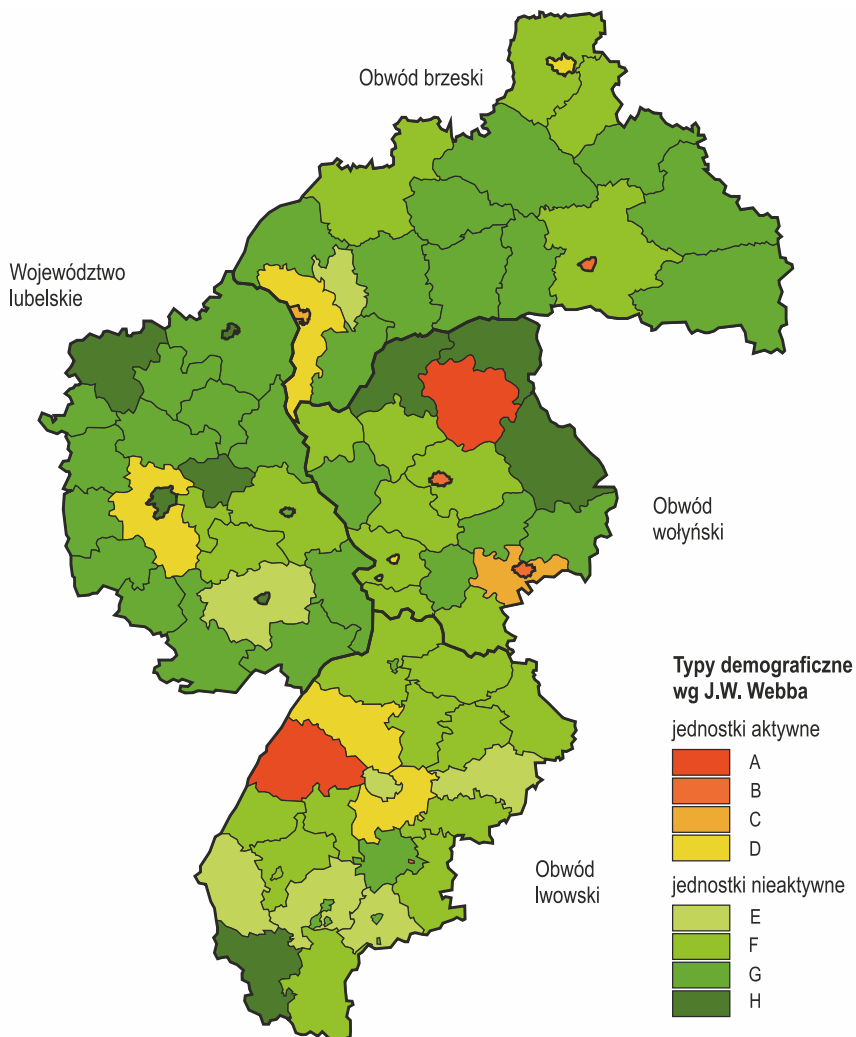 Obwód brzeski
Województwo
lubelskie
Obwód
wołyński
Obwód
lwowski
Typy demograficzne
wg J.W. Webba
jednostki aktywne
A
B
C
D
jednostki nieaktywne
E
F
G
H